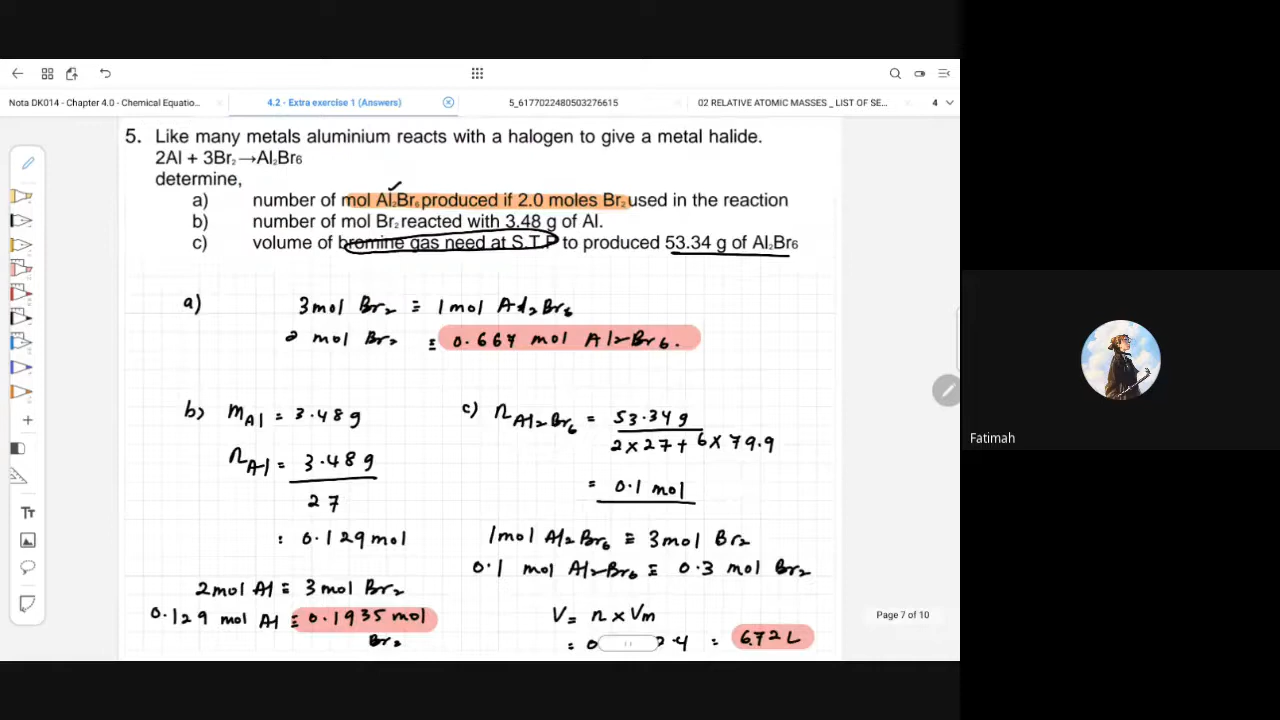 Nota DK014 - Chapter 4.0 - Chemical Equatio...
4.2 - Extra exercise 1 (Answers)
5_6177022480503276615
02 RELATIVE ATOMIC MASSES _ LIST OF SE...
4
5. Like many metals aluminium reacts with a halogen to give a metal halide.
2Al + 3Br₂→Al₂Br₆
determine,
a) number of mol Al₂Br₆ produced if 2.0 moles Br₂ used in the reaction
b) number of mol Br₂ reacted with 3.48 g of Al.
c) volume of bromine gas need at S.T.P to produced 53.34 g of Al₂Br₆
a) 3 mol Br₂ ≡ 1 mol Al₂Br₆
2 mol Br₂ ≡ 0.667 mol Al₂Br₆.
b) mAl = 3.48 g
nAl = 3.48 g
27
= 0.129 mol
2 mol Al ≡ 3 mol Br₂
0.129 mol Al ≡ 0.1935 mol
Br₂
c) nAl₂Br₆ = 53.34 g
2 x 27 + 6 x 79.9
= 0.1 mol
1 mol Al₂Br₆ ≡ 3 mol Br₂
0.1 mol Al₂Br₆ ≡ 0.3 mol Br₂
V = n x Vm
= 0 2.4 = 6.72 L
Page 7 of 10
Tт
Fatimah